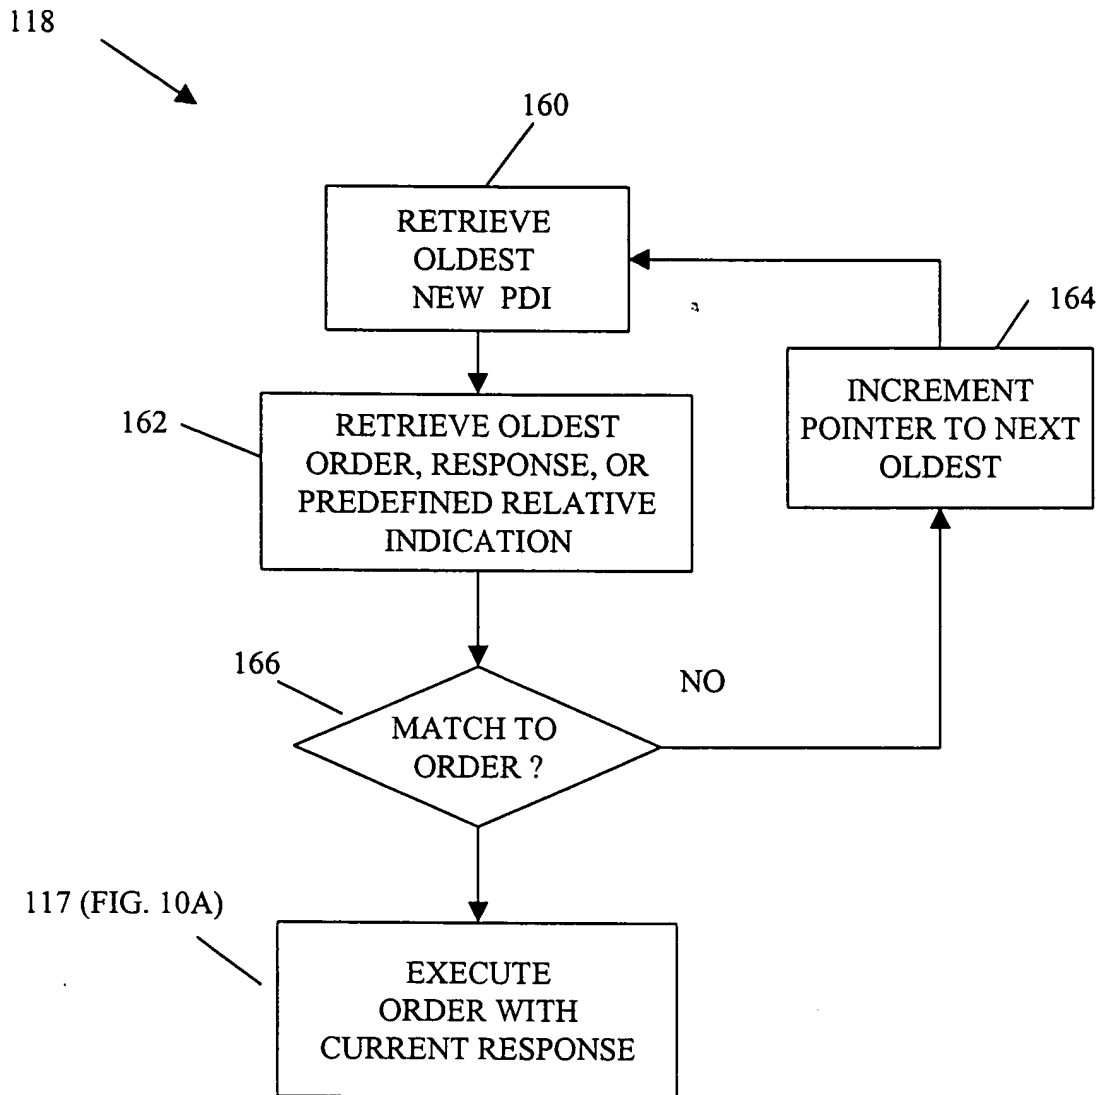 118
160
RETRIEVE
OLDEST
NEW PDI
164
INCREMENT
POINTER TO NEXT
OLDEST
162
RETRIEVE OLDEST
ORDER, RESPONSE, OR
PREDEFINED RELATIVE
INDICATION
166
NO
MATCH TO
ORDER ?
117 (FIG. 10A)
EXECUTE
ORDER WITH
CURRENT RESPONSE